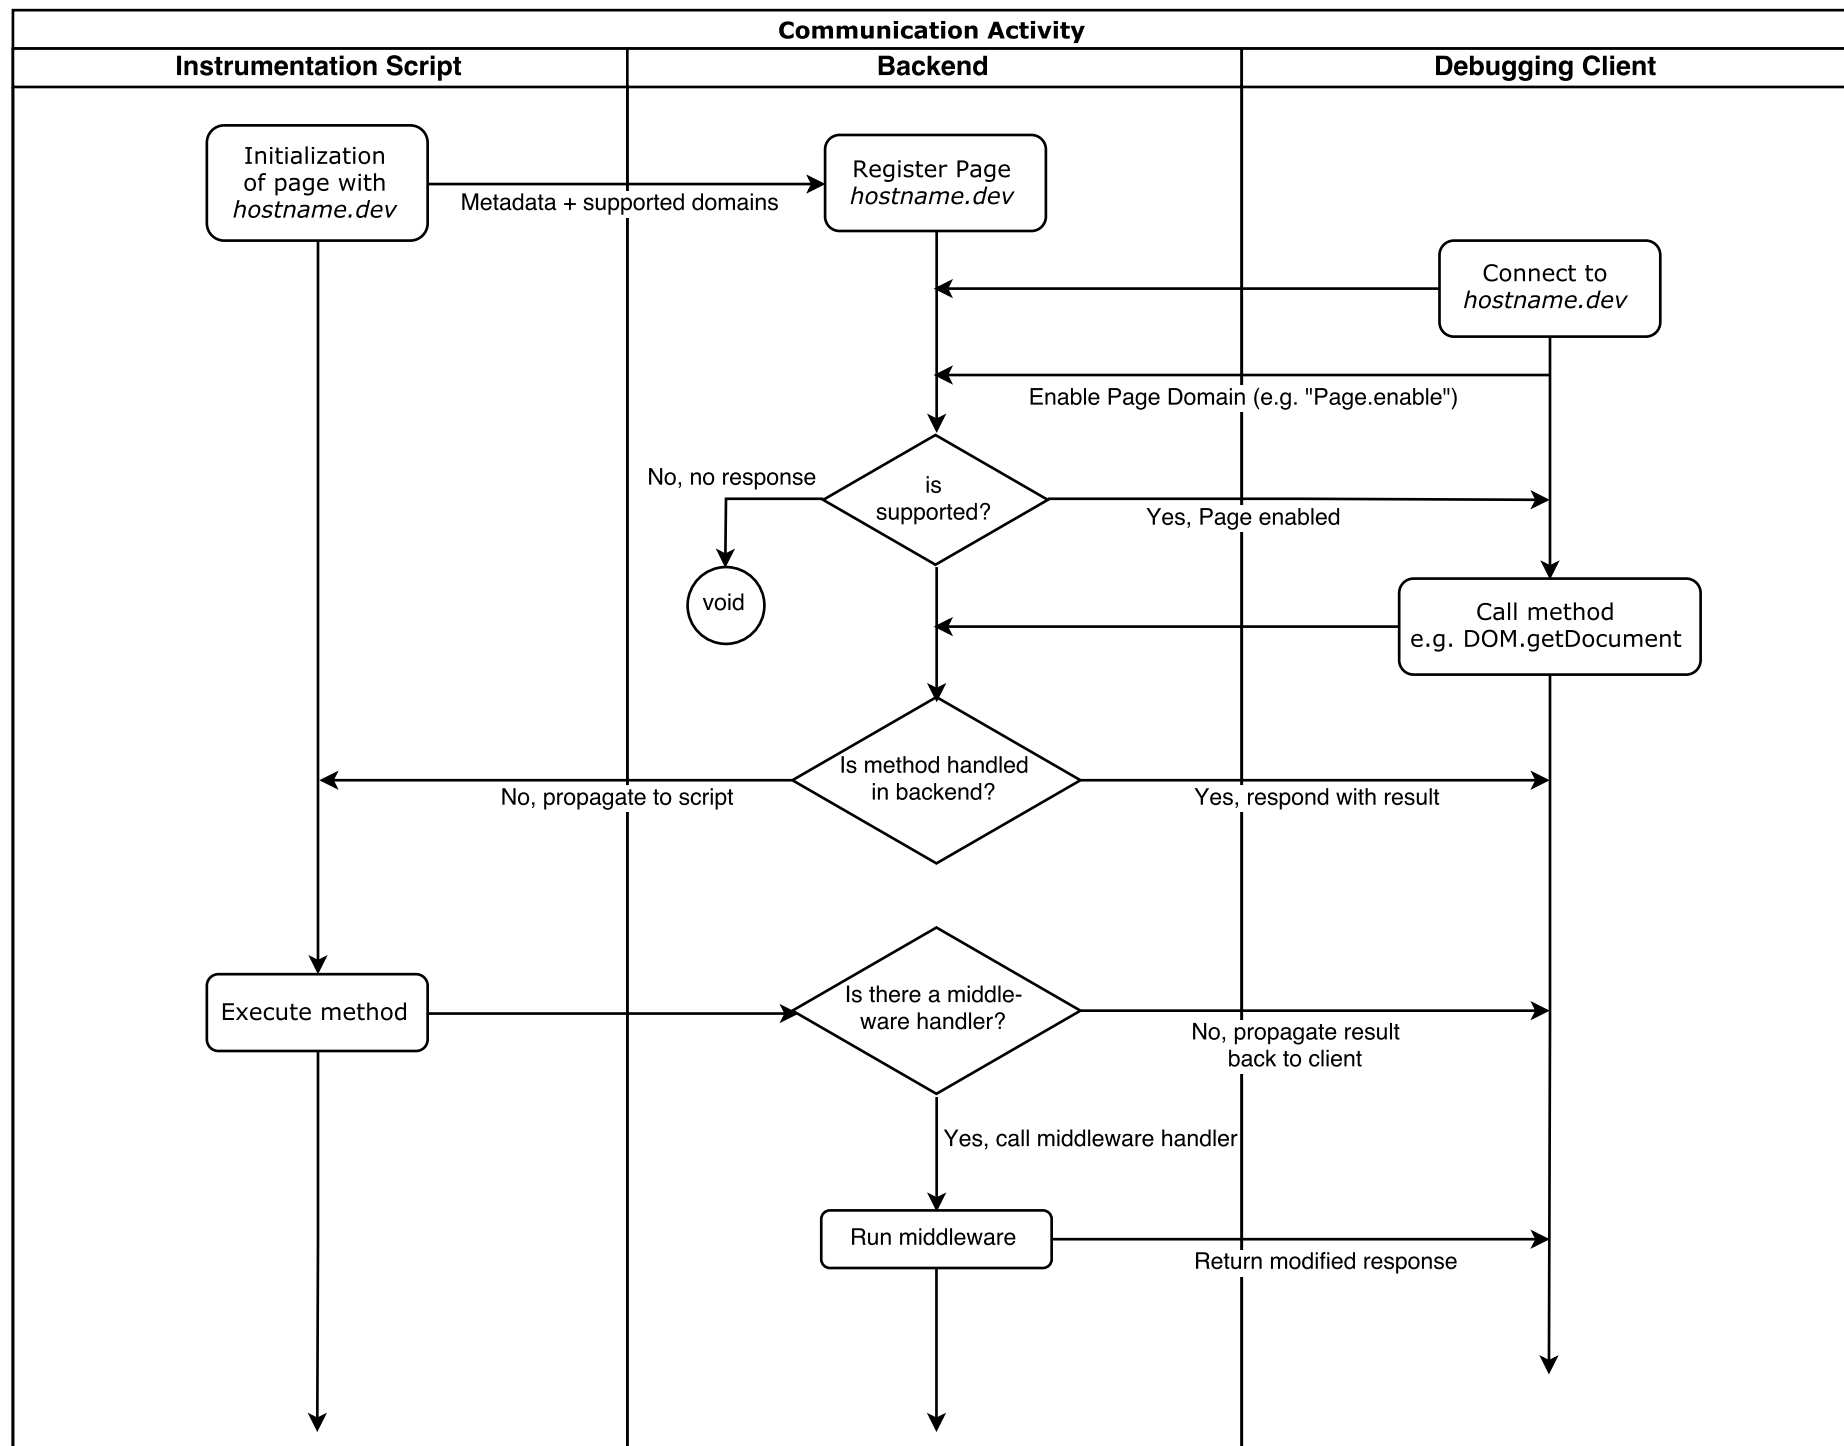 Communication Activity
Instrumentation Script
Backend
Debugging Client
Initialization
of page with
hostname.dev
Metadata + supported domains
Register Page
hostname.dev
Connect to
hostname.dev
Enable Page Domain (e.g. "Page.enable")
No, no response
is
supported?
Yes, Page enabled
void
Call method
e.g. DOM.getDocument
Is method handled
in backend?
No, propagate to script
Yes, respond with result
Execute method
Is there a middle-
ware handler?
No, propagate result
back to client
Yes, call middleware handler
Run middleware
Return modified response